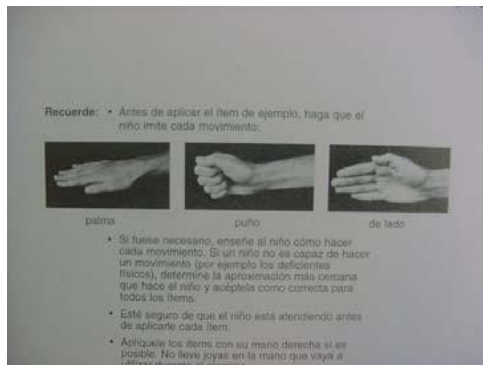 Recuerde: • Antes de aplicar el ítem de ejemplo, haga que el
niño imite cada movimiento:
palma puño de lado
• Si fuese necesario, enseñe al niño cómo hacer
cada movimiento. Si un niño no es capaz de hacer
un movimiento (por ejemplo los deficientes
físicos), determine la aproximación más cercana
que hace el niño y acéptela como correcta para
todos los ítems.
• Esté seguro de que el niño está atendiendo antes
de aplicarle cada ítem.
• Aplíquele los ítems con su mano derecha si es
posible. No lleve joyas en la mano que vaya a